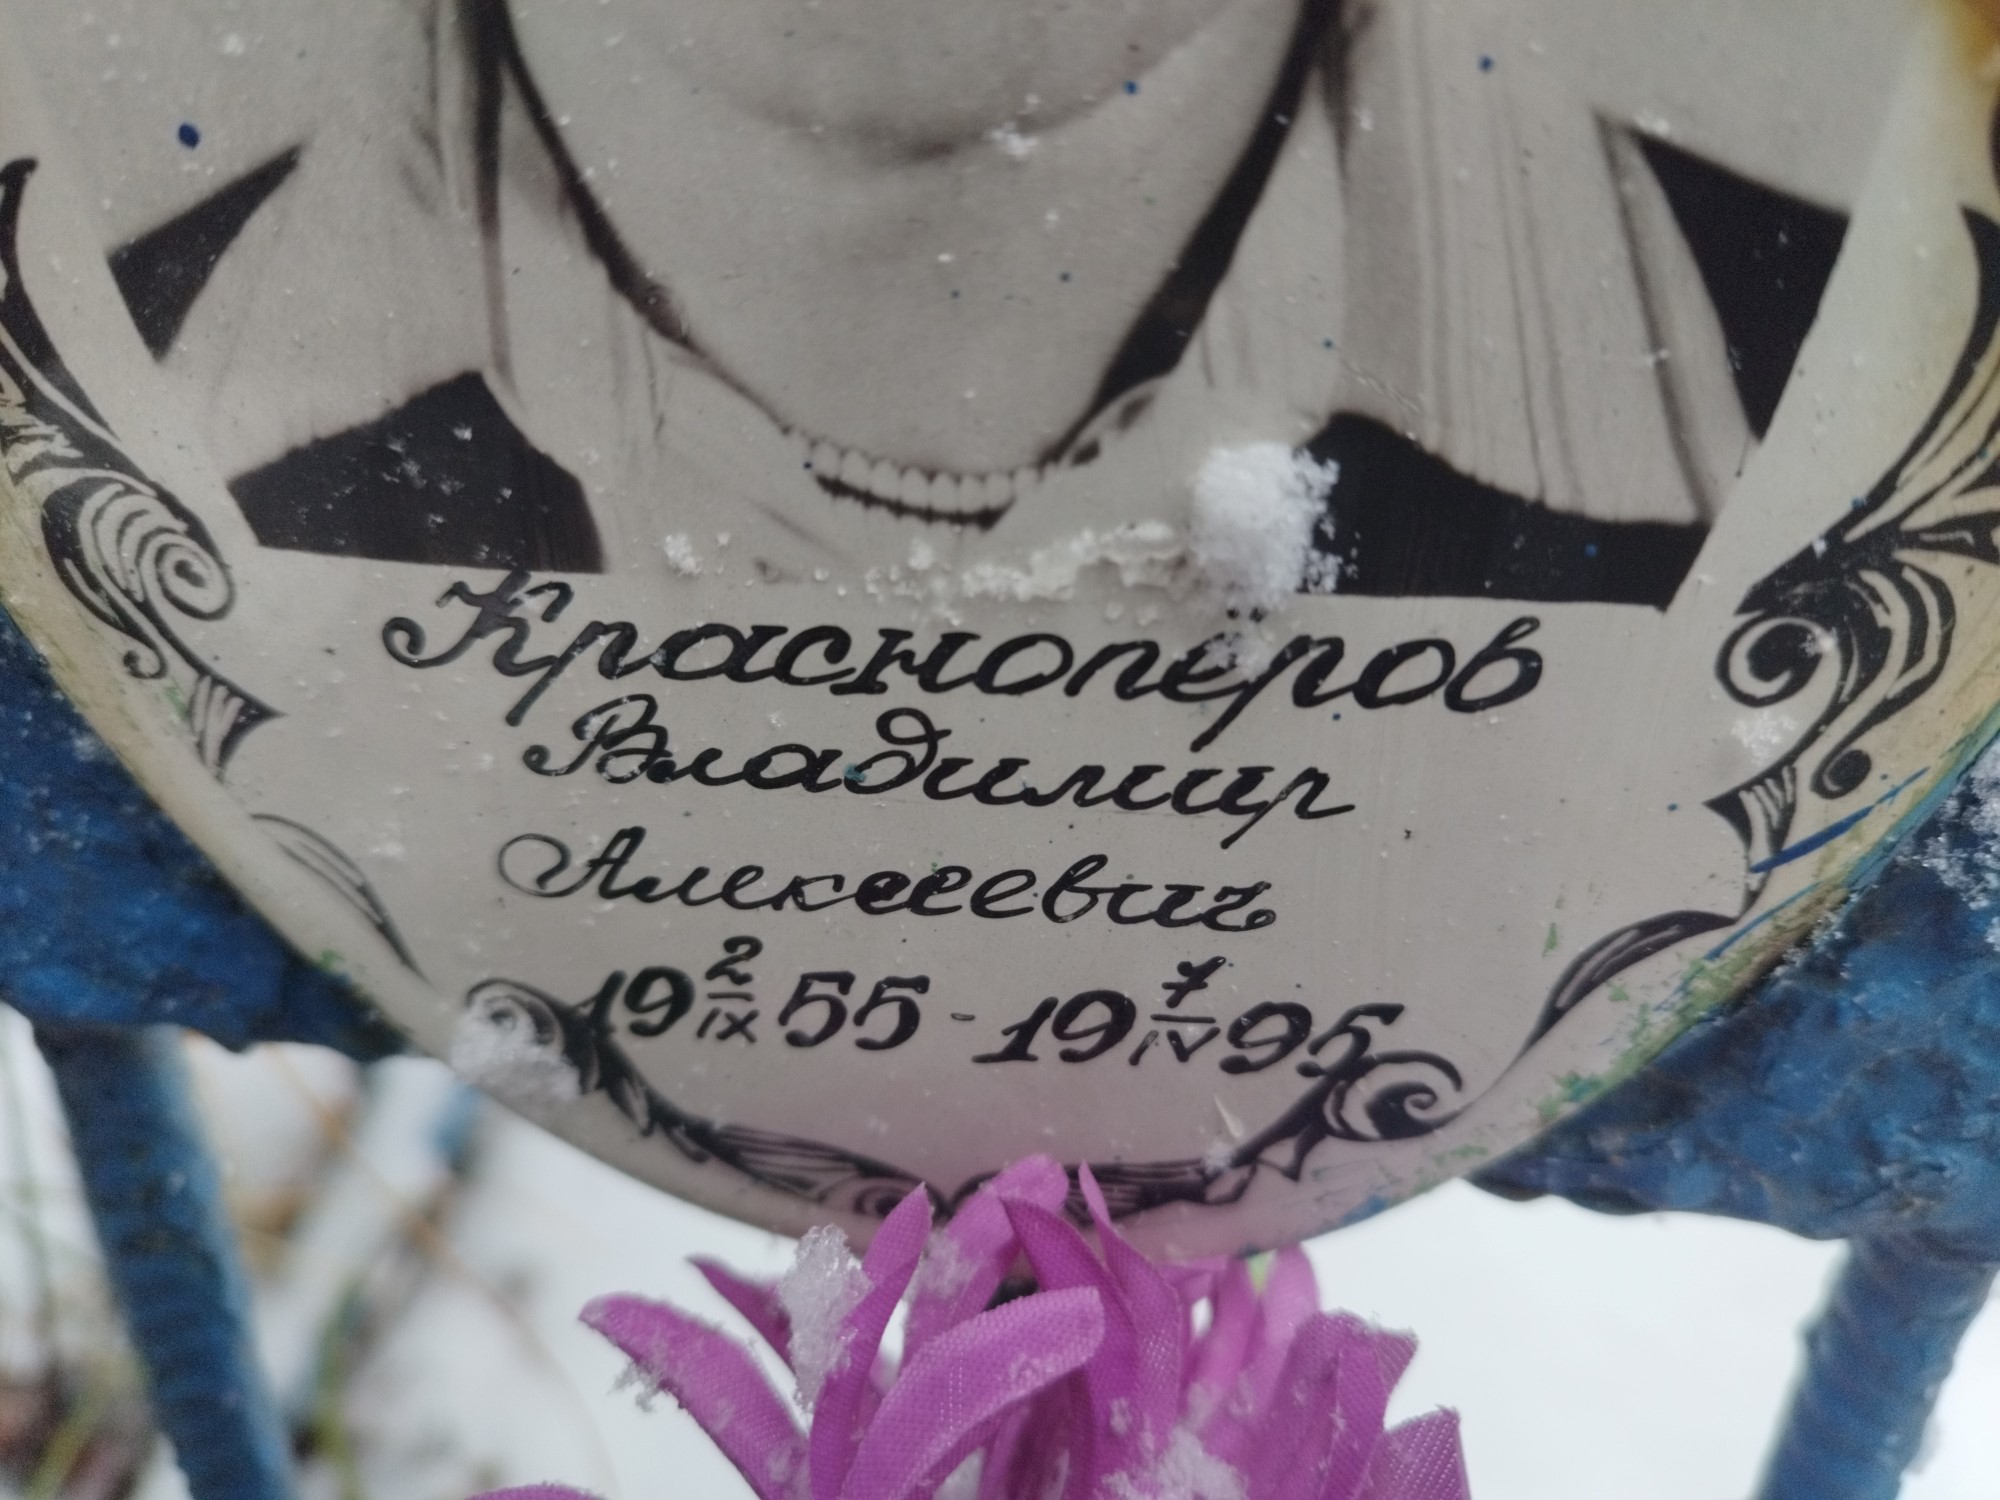 Красноперов
Владимир
Алексеевич
19 2/IX 55 - 19 7/IV 95